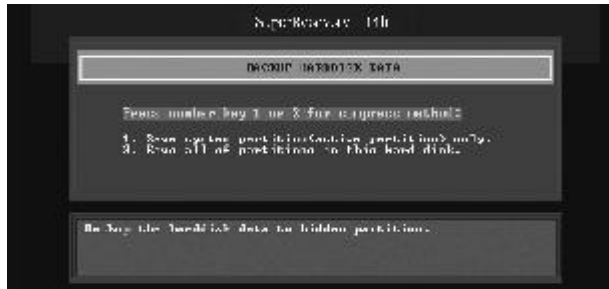 BACKUP HARDDISK DATA
Press number key 1 or 2 for compress method:
1. Save system partition(active partition) only.
2. Save all of partitions in this hard disk.
Backup the harddisk data to hidden partition.